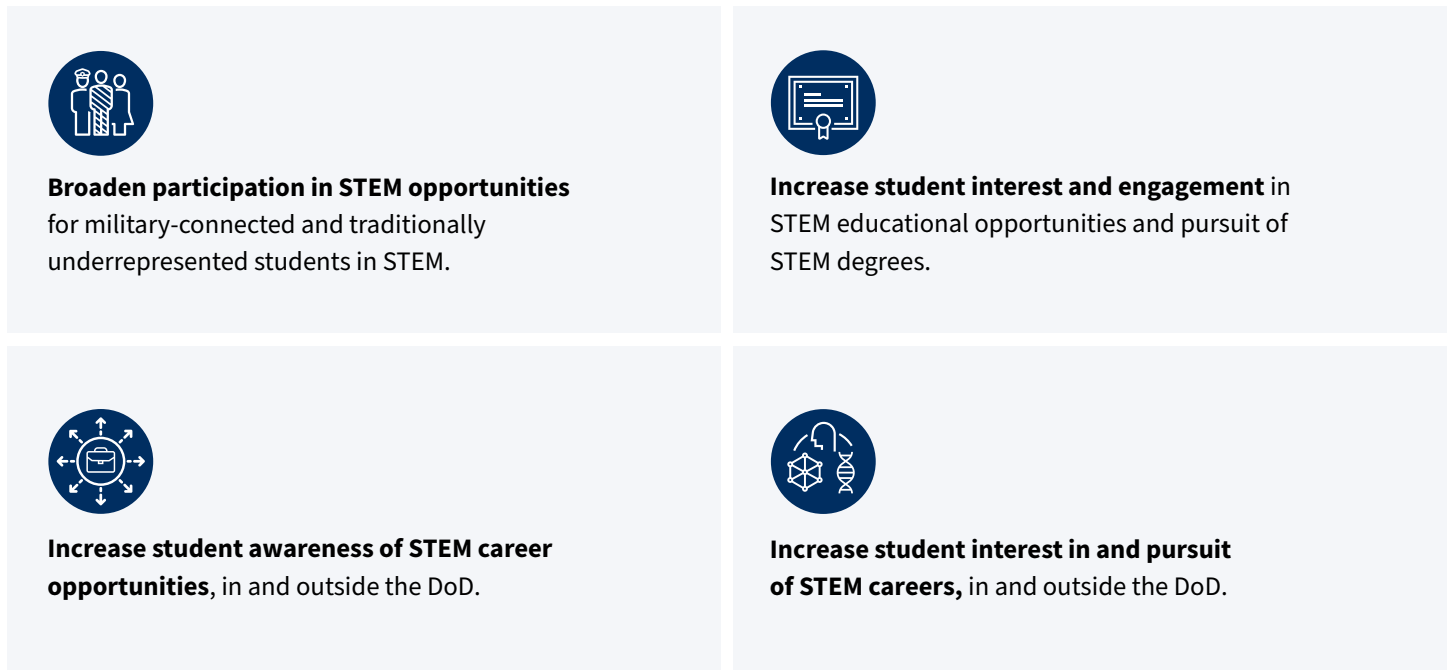 Broaden participation in STEM opportunities
for military-connected and traditionally
underrepresented students in STEM.
Increase student interest and engagement in
STEM educational opportunities and pursuit of
STEM degrees.
Increase student awareness of STEM career
opportunities, in and outside the DoD.
Increase student interest in and pursuit
of STEM careers, in and outside the DoD.